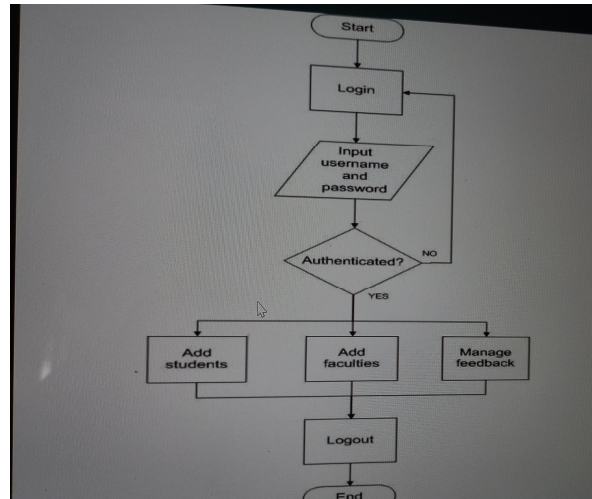 Start
Login
Input
username
and
password
Authenticated?
NO
YES
Add
students
Add
faculties
Manage
feedback
Logout
End